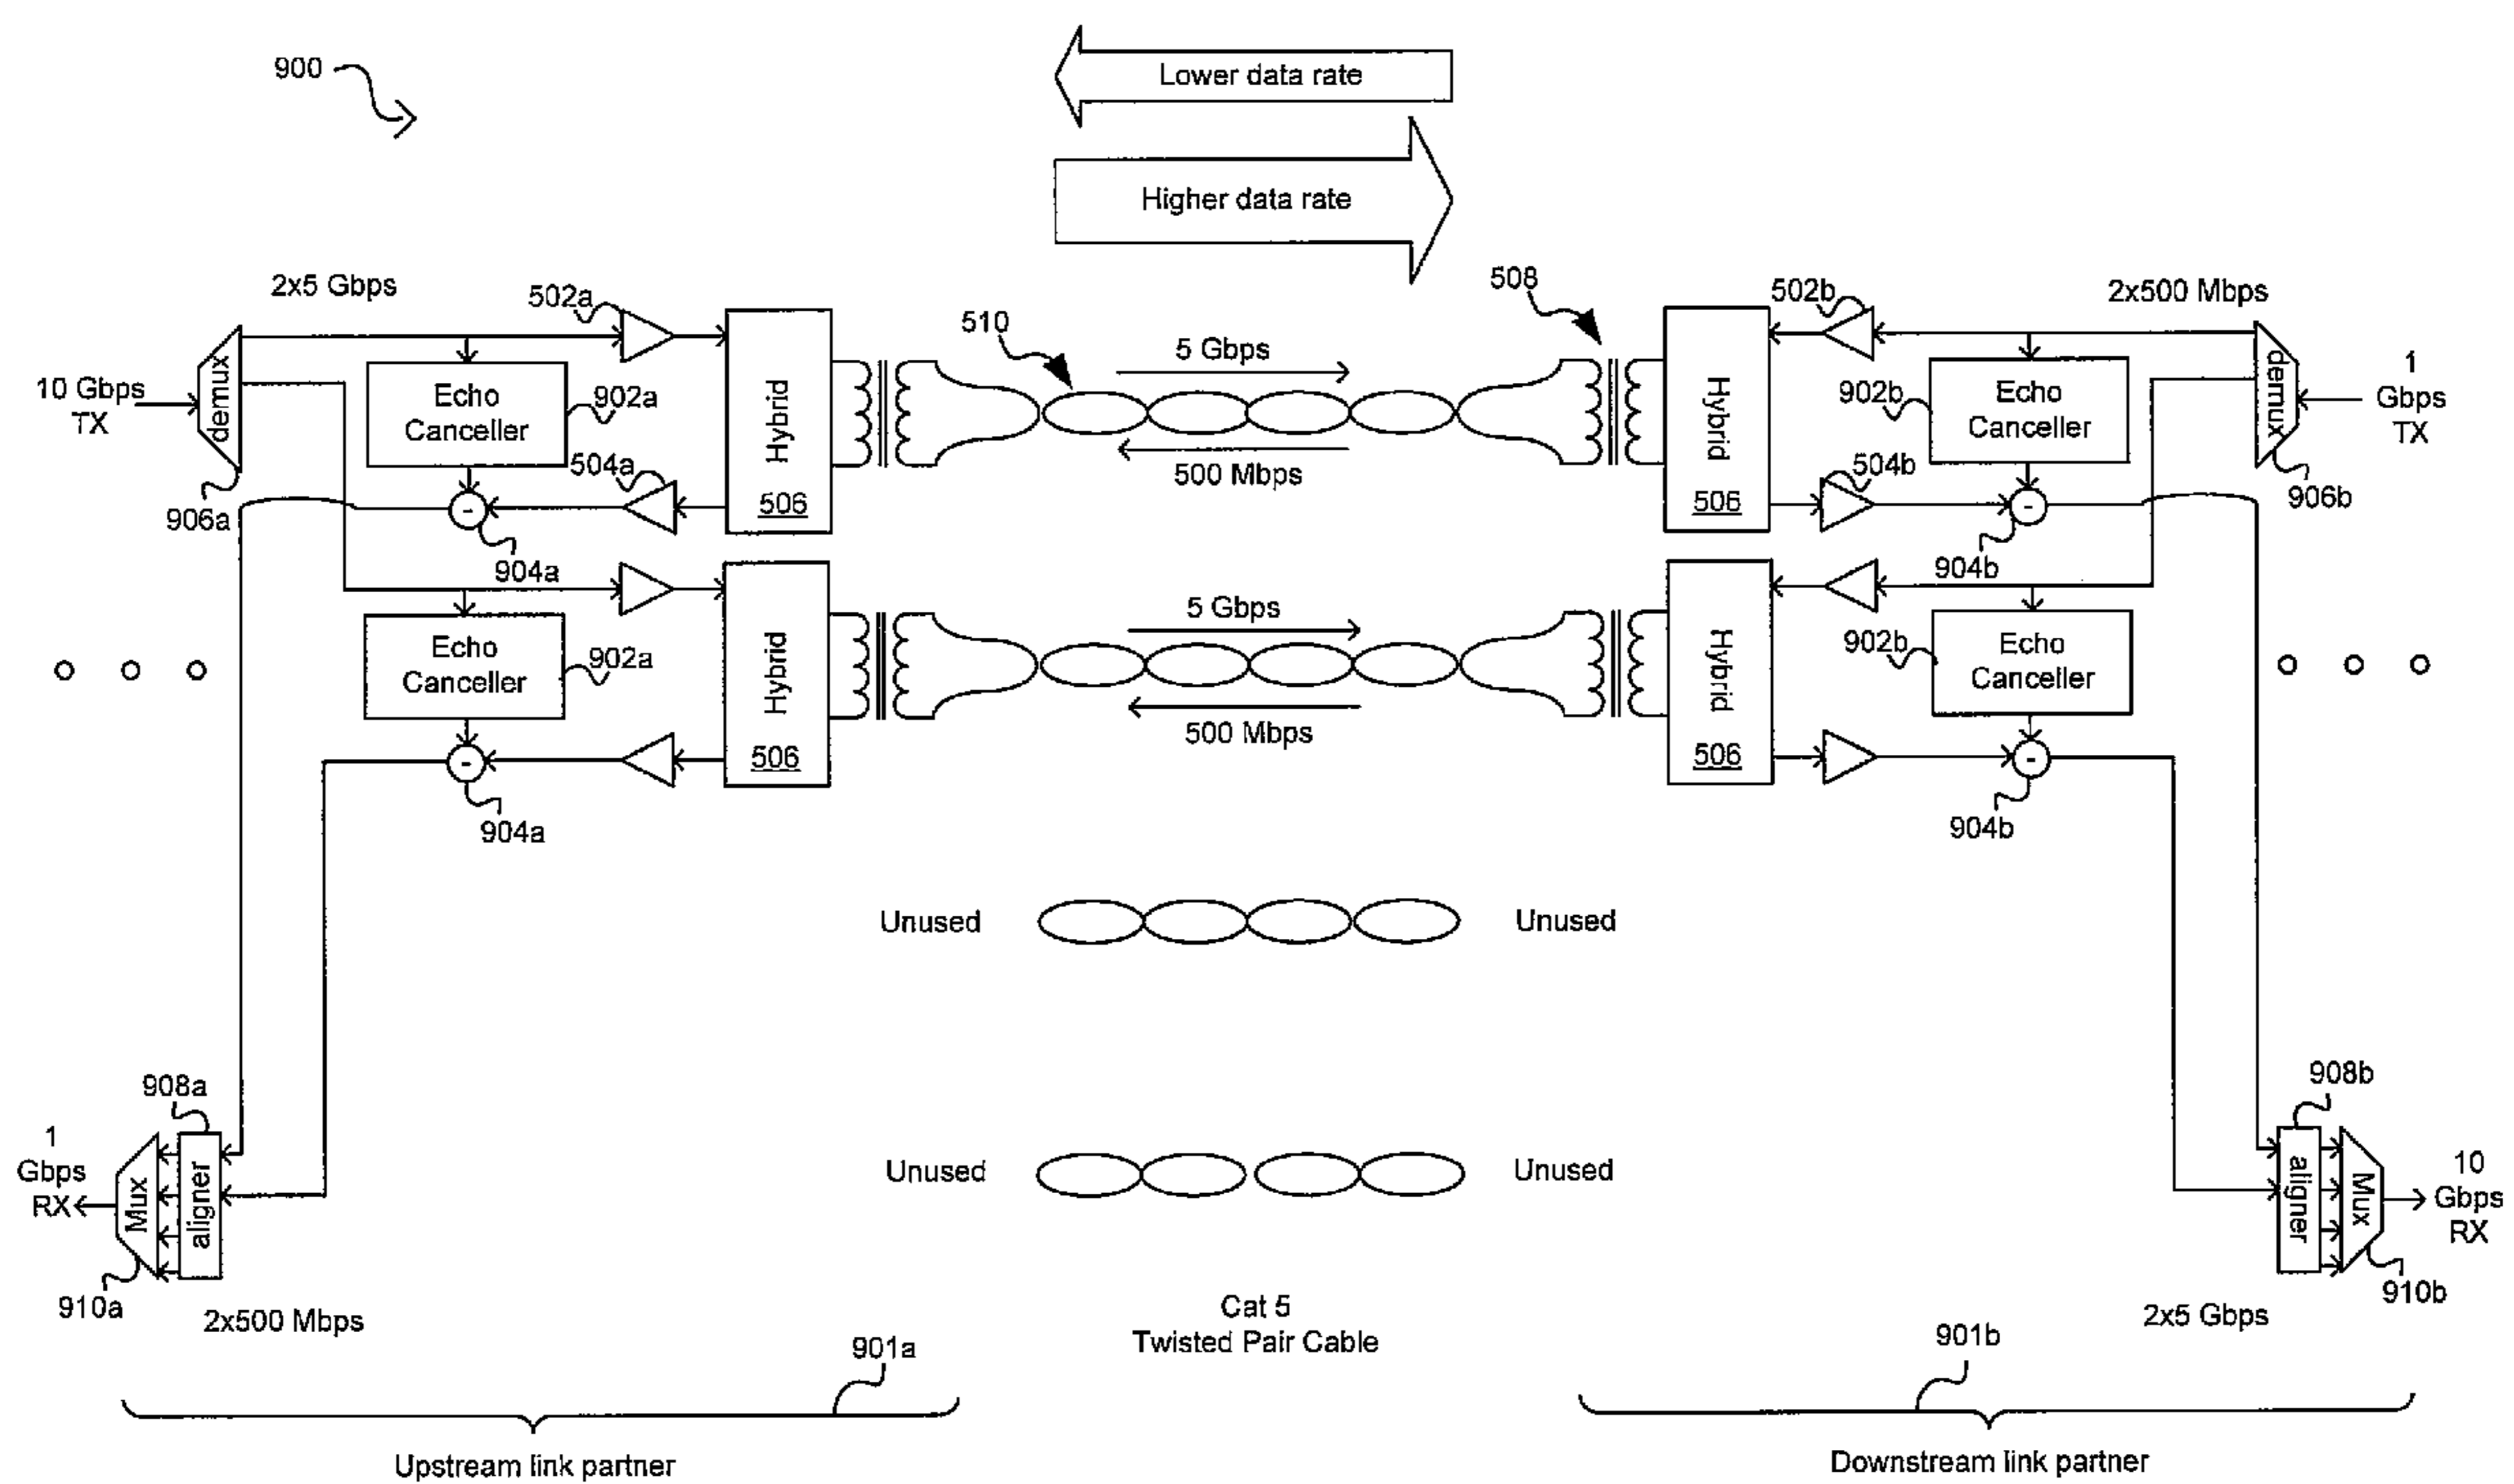 900
Lower data rate
Higher data rate
2x5 Gbps
502a
510
508
502b
2x500 Mbps
10 Gbps
TX
demux
906a
Echo
Canceller
902a
504a
904a
Hybrid
506
5 Gbps
500 Mbps
Hybrid
506
902b
Echo
Canceller
504b
904b
demux
906b
1
Gbps
TX
Echo
Canceller
902a
904a
Hybrid
506
5 Gbps
500 Mbps
Hybrid
506
902b
Echo
Canceller
904b
Unused
Unused
Unused
Unused
908a
1
Gbps
RX
Mux
aligner
910a
2x500 Mbps
Cat 5
Twisted Pair Cable
908b
aligner
Mux
10
Gbps
RX
910b
2x5 Gbps
901a
901b
Upstream link partner
Downstream link partner